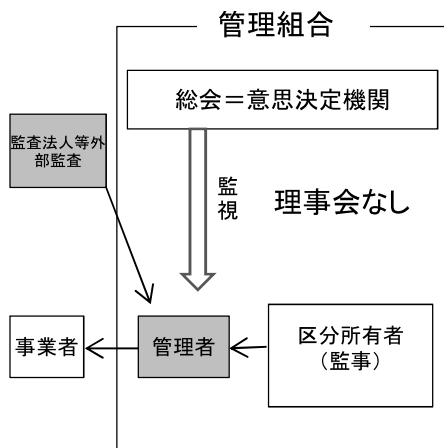 管理組合
総会＝意思決定機関
監査法人等外
部監査
監
視
理事会なし
事業者
管理者
区分所有者
（監事）